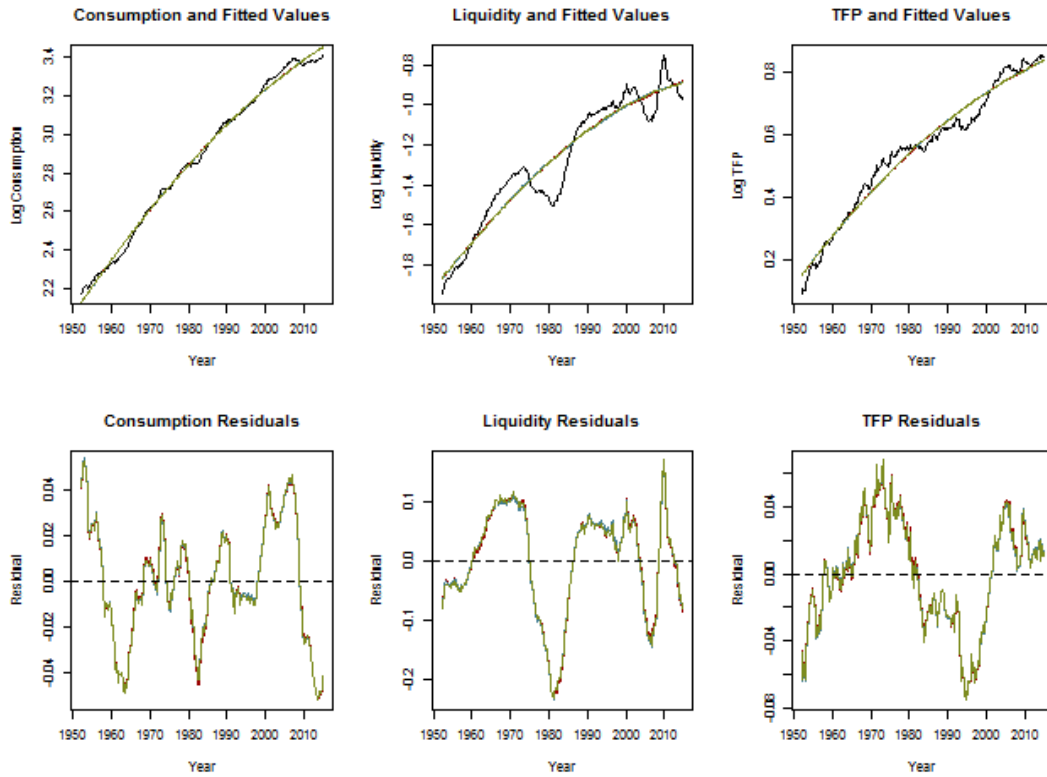 Consumption and Fitted Values
Log Consumption
3.4
3.2
3.0
2.8
2.6
2.4
2.2
1950 1960 1970 1980 1990 2000 2010
Year
Liquidity and Fitted Values
Log Liquidity
-0.8
-1.0
-1.2
-1.4
-1.6
-1.8
1950 1960 1970 1980 1990 2000 2010
Year
TFP and Fitted Values
Log TFP
0.8
0.6
0.4
0.2
1950 1960 1970 1980 1990 2000 2010
Year
Consumption Residuals
Residual
0.04
0.02
0.00
-0.02
-0.04
1950 1960 1970 1980 1990 2000 2010
Year
Liquidity Residuals
Residual
0.1
0.0
-0.1
-0.2
1950 1960 1970 1980 1990 2000 2010
Year
TFP Residuals
Residual
0.04
0.00
-0.04
-0.08
1950 1960 1970 1980 1990 2000 2010
Year